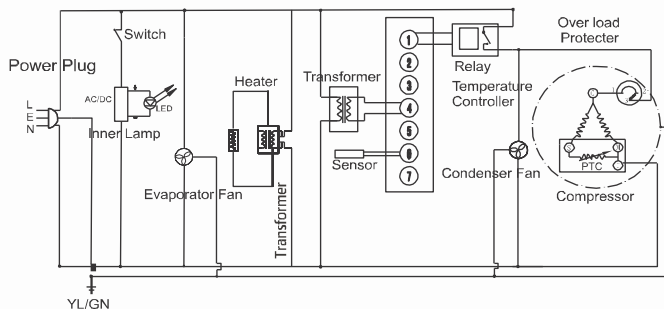 Power Plug
L
E
N
YL/GN
Switch
AC/DC
LED
Inner Lamp
Evaporator Fan
Heater
Transformer
Transformer
Sensor
1
2
3
4
5
6
7
Relay
Temperature
Controller
Condenser Fan
Over load
Protecter
PTC
Compressor